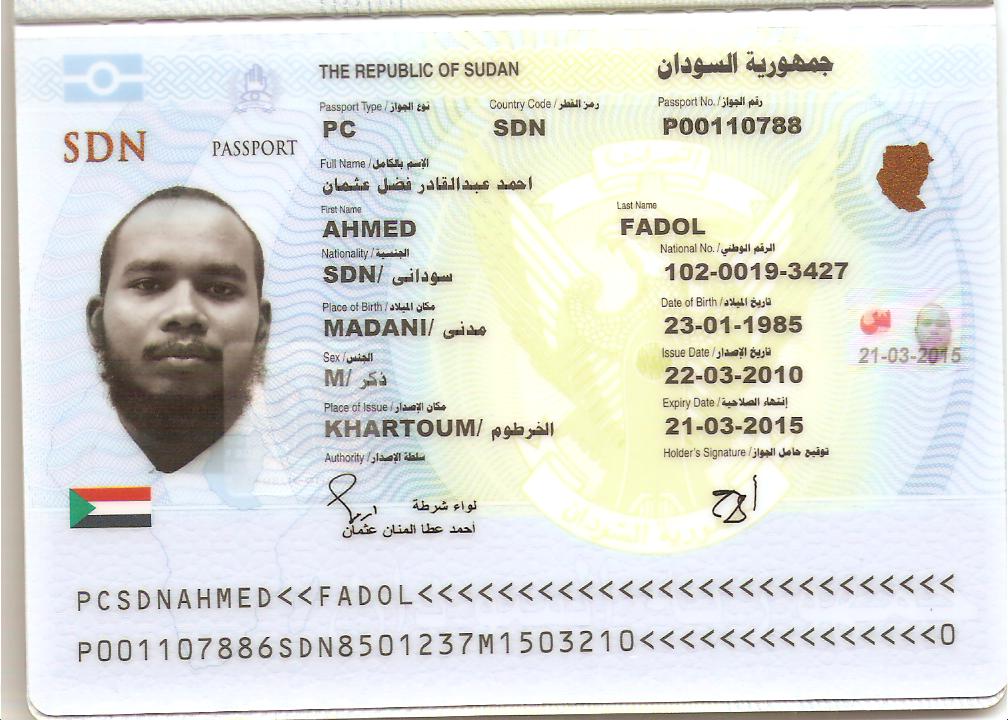 THE REPUBLIC OF SUDAN جمهورية السودان
Passport Type / نوع الجواز Country Code / رمز القطر Passport No. / رقم الجواز
PC SDN P00110788
SDN PASSPORT
Full Name / الإسم بالكامل
احمد عبدالقادر فضل عشمان
First Name Last Name
AHMED FADOL
Nationality / الجنسية National No. / الرقم الوطني
SDN/ سودانى 102-0019-3427
Place of Birth / مكان الميلاد Date of Birth / تاريخ الميلاد
MADANI/ مدنى 23-01-1985
س
21-03-2015
Sex / الجنس Issue Date / تاريخ الإصدار
M/ ذكر 22-03-2010
Place of Issue / مكان الإصدار Expiry Date / إنتهاء الصلاحية
KHARTOUM/ الخرطوم 21-03-2015
Authority / سلطة الإصدار Holder's Signature / توقيع حامل الجواز
لواء شرطة
أحمد عطا المنان عثمان
PCSDNAHMED<<FADOL<<<<<<<<<<<<<<<<<<<<<<<<<<<
P001107886SDN8501237M1503210<<<<<<<<<<<<<<<0